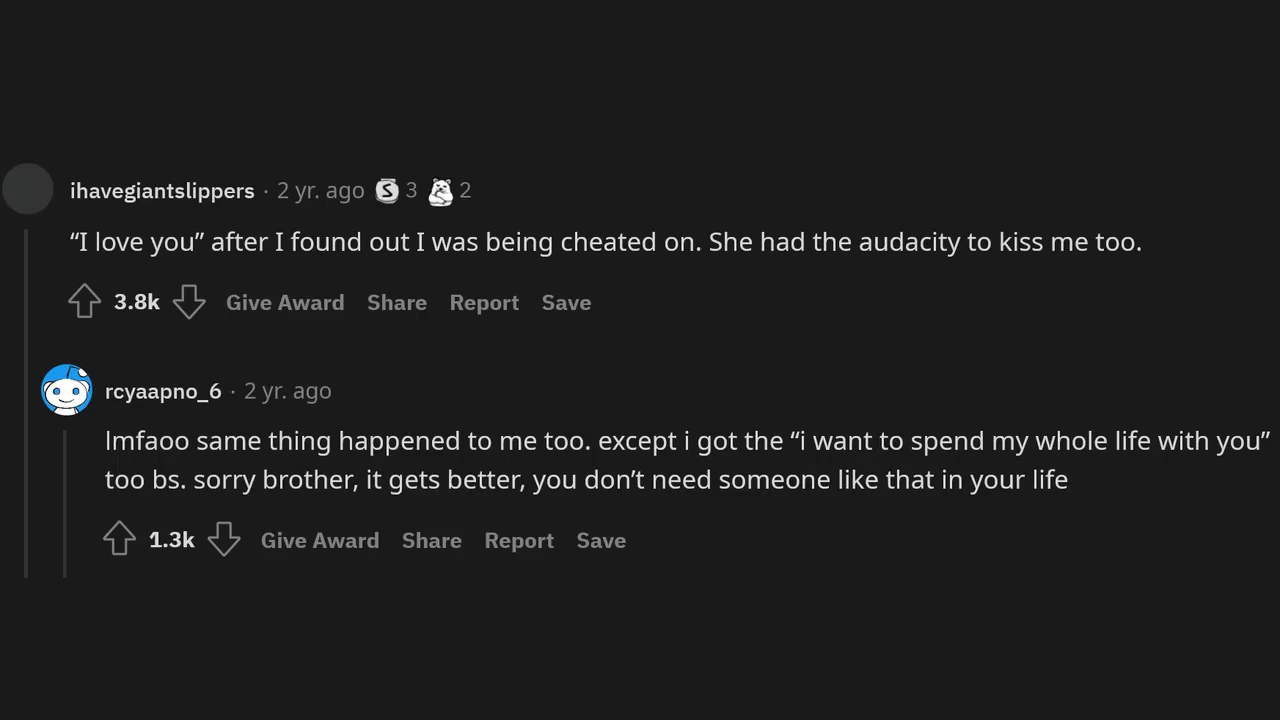 ihavegiantslippers · 2 yr. ago S 3 2
“I love you” after I found out I was being cheated on. She had the audacity to kiss me too.
3.8k Give Award Share Report Save
rcyaapno_6 · 2 yr. ago
lmfaoo same thing happened to me too. except i got the “i want to spend my whole life with you”
too bs. sorry brother, it gets better, you don’t need someone like that in your life
1.3k Give Award Share Report Save